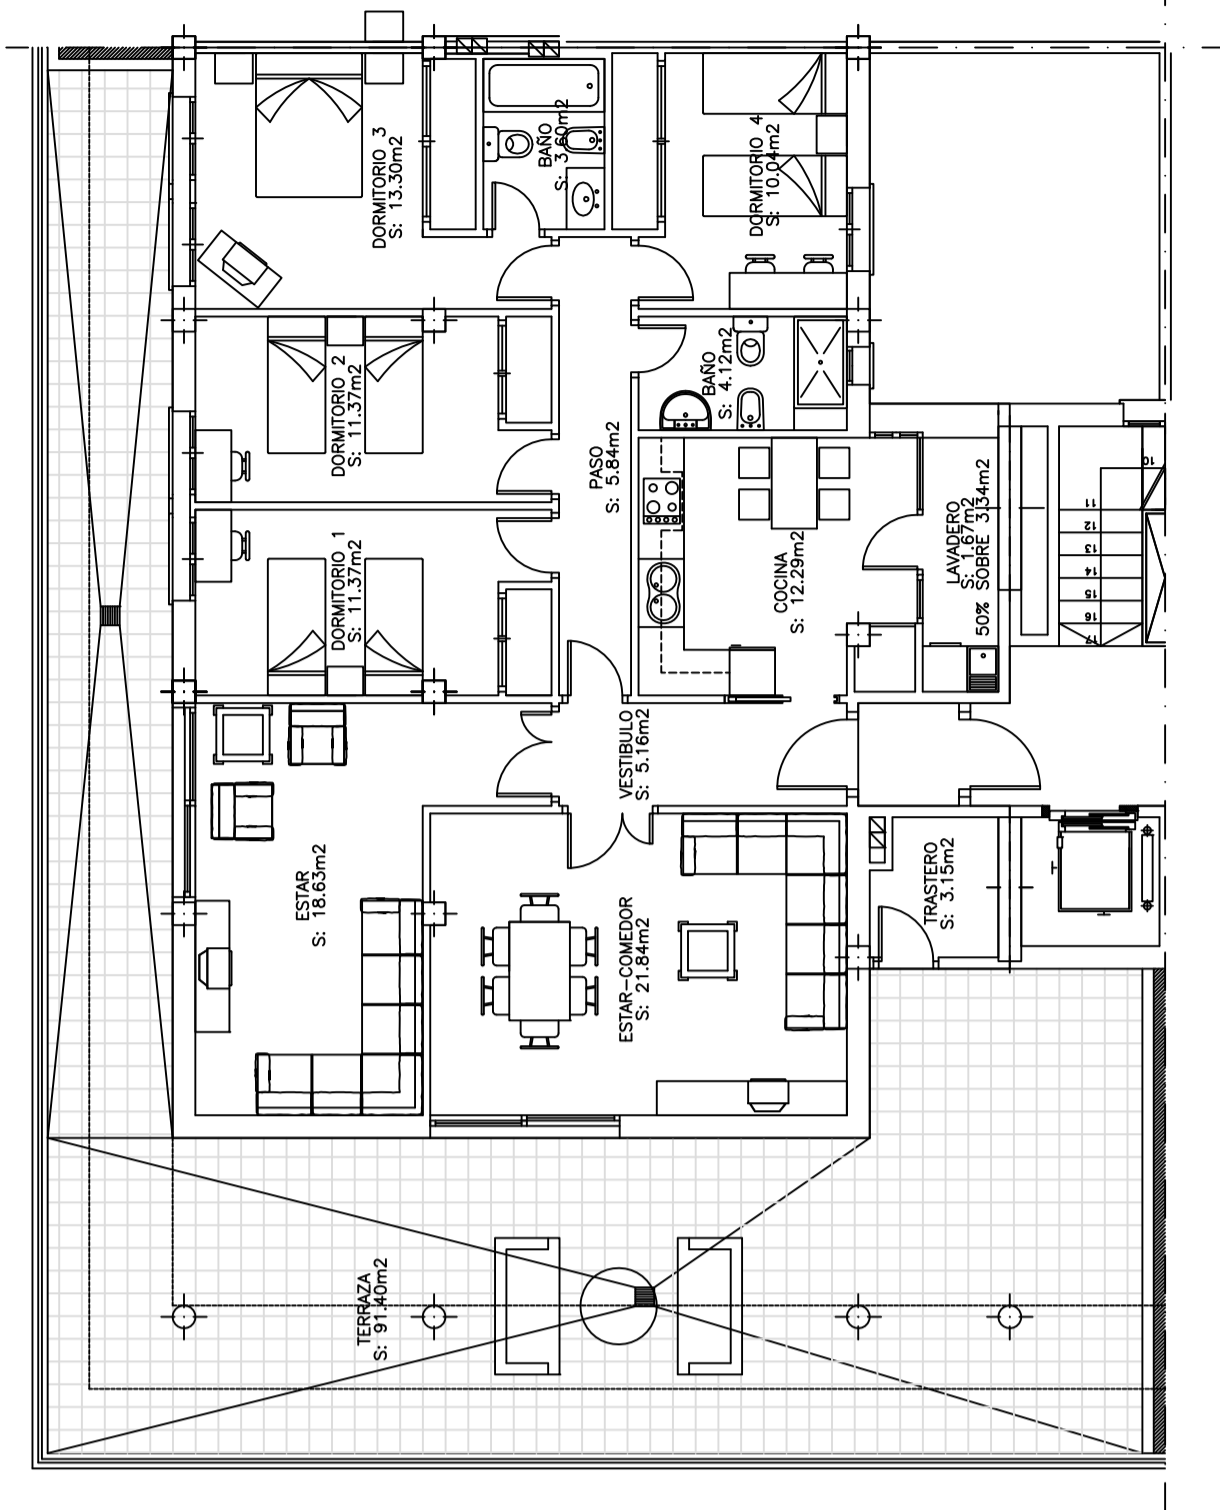 DORMITORIO 3
S: 13.30m2
BAÑO
S: 3.60m2
DORMITORIO 4
S: 10.04m2
DORMITORIO 2
S: 11.37m2
BAÑO
S: 4.12m2
PASO
S: 5.84m2
DORMITORIO 1
S: 11.37m2
COCINA
S: 12.29m2
LAVADERO
S: 1.67m2
50% SOBRE 3.34m2
10
11
12
13
14
15
16
17
VESTIBULO
S: 5.16m2
ESTAR
S: 18.63m2
ESTAR-COMEDOR
S: 21.84m2
TRASTERO
S: 3.15m2
TERRAZA
S: 91.40m2